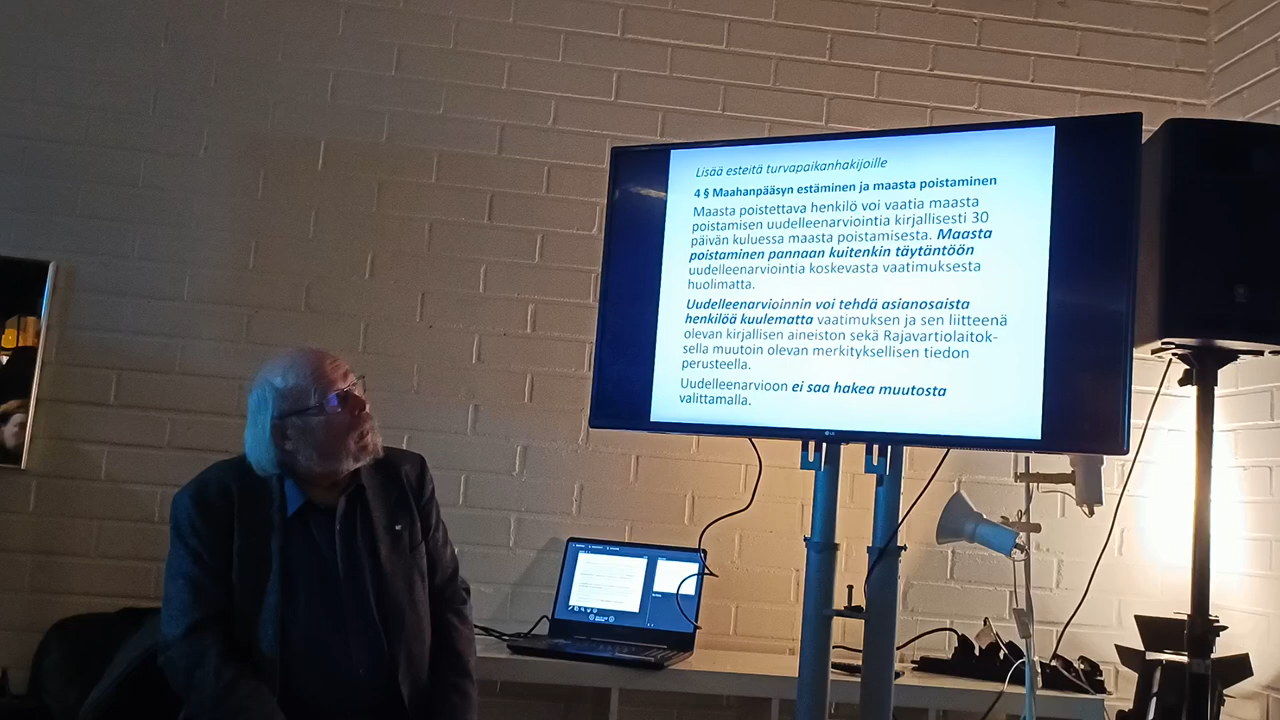 Lisää esteitä turvapaikanhakijoille
4 § Maahanpääsyn estäminen ja maasta poistaminen
Maasta poistettava henkilö voi vaatia maasta
poistamisen uudelleenarviointia kirjallisesti 30
päivän kuluessa maasta poistamisesta. Maasta
poistaminen pannaan kuitenkin täytäntöön
uudelleenarviointia koskevasta vaatimuksesta
huolimatta.
Uudelleenarvioinnin voi tehdä asianosaista
henkilöä kuulematta vaatimuksen ja sen liitteenä
olevan kirjallisen aineiston sekä Rajavartiolaitok-
sella muutoin olevan merkityksellisen tiedon
perusteella.
Uudelleenarvioon ei saa hakea muutosta
valittamalla.
LG